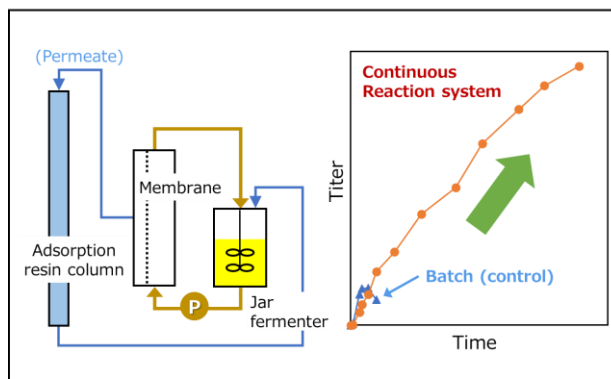 (Permeate)
Membrane
Adsorption
resin column
P
Jar
fermenter
Continuous
Reaction system
Titer
Batch (control)
Time